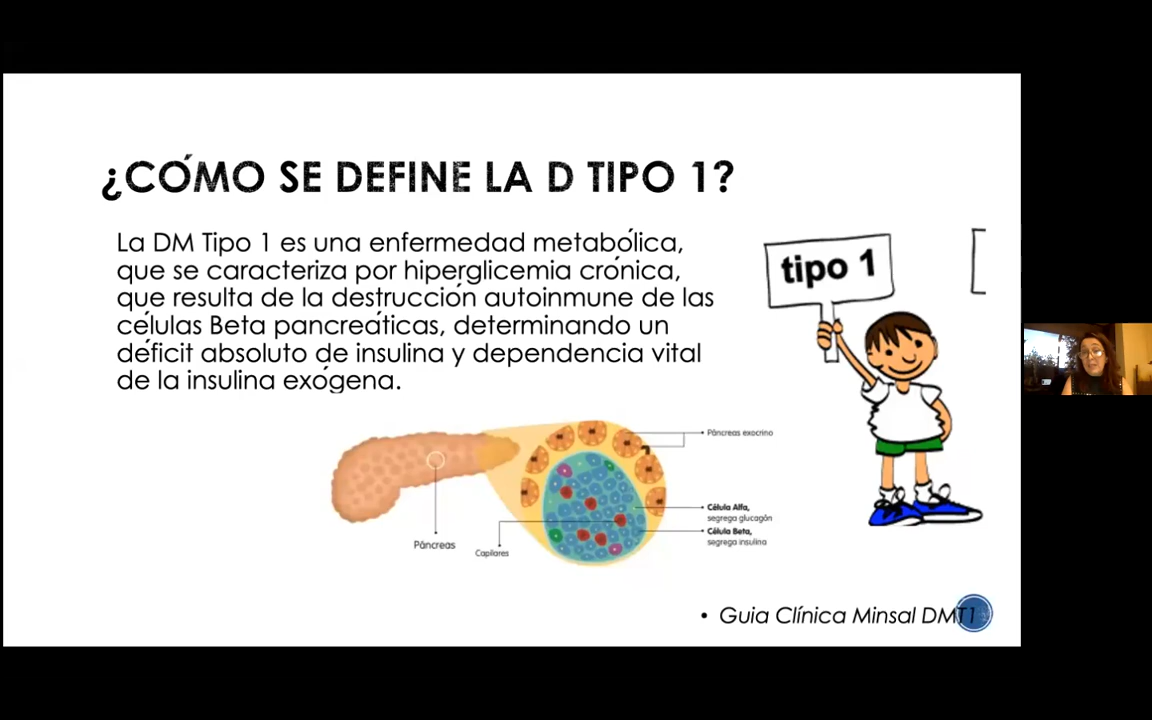 ¿CÓMO SE DEFINE LA D TIPO 1?
La DM Tipo 1 es una enfermedad metabólica,
que se caracteriza por hiperglicemia crónica,
que resulta de la destrucción autoinmune de las
células Beta pancreáticas, determinando un
déficit absoluto de insulina y dependencia vital
de la insulina exógena.
tipo 1
Páncreas exocrino
Célula Alfa,
segrega glucagón
Célula Beta,
segrega insulina
Páncreas
Capilares
• Guia Clínica Minsal DMT1